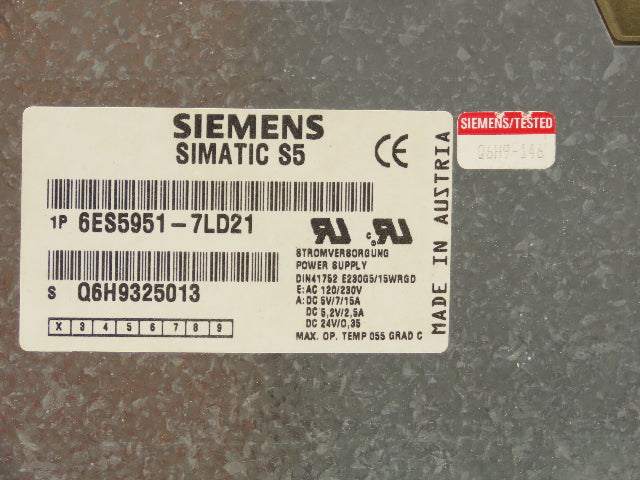 SIEMENS
SIMATIC S5
CE
1P 6ES5951-7LD21
S Q6H9325013
X 3 4 5 6 7 8 9
c ®
STROMVERSORGUNG
POWER SUPPLY
DIN41752 E230G5/15WRGD
E: AC 120/230V
A: DC 5V/7/15A
DC 5,2V/2,5A
DC 24V/0,35
MAX. OP. TEMP 055 GRAD C
MADE IN AUSTRIA
SIEMENS/TESTED
Q6H9-146